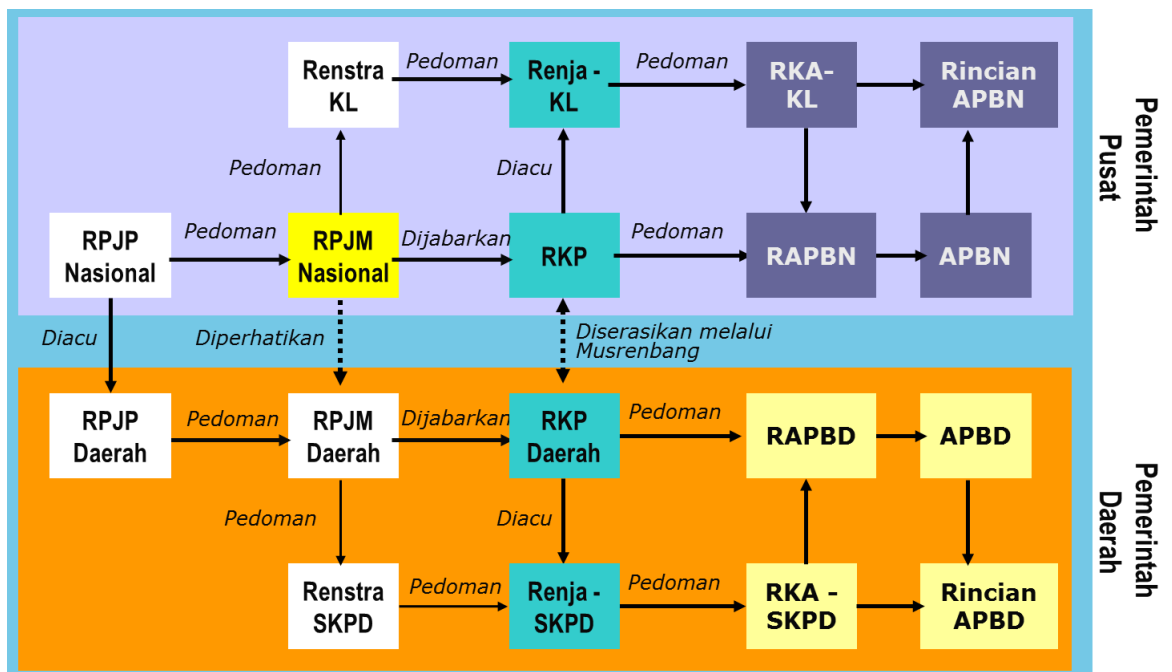 Renstra
KL
Pedoman
Renja -
KL
Pedoman
RKA-
KL
Rincian
APBN
Pedoman
Diacu
RPJP
Nasional
Pedoman
RPJM
Nasional
Dijabarkan
RKP
Pedoman
RAPBN
APBN
Pemerintah
Pusat
Diacu
Diperhatikan
Diserasikan melalui
Musrenbang
RPJP
Daerah
Pedoman
RPJM
Daerah
Dijabarkan
RKP
Daerah
Pedoman
RAPBD
APBD
Pedoman
Diacu
Renstra
SKPD
Pedoman
Renja -
SKPD
Pedoman
RKA -
SKPD
Rincian
APBD
Pemerintah
Daerah